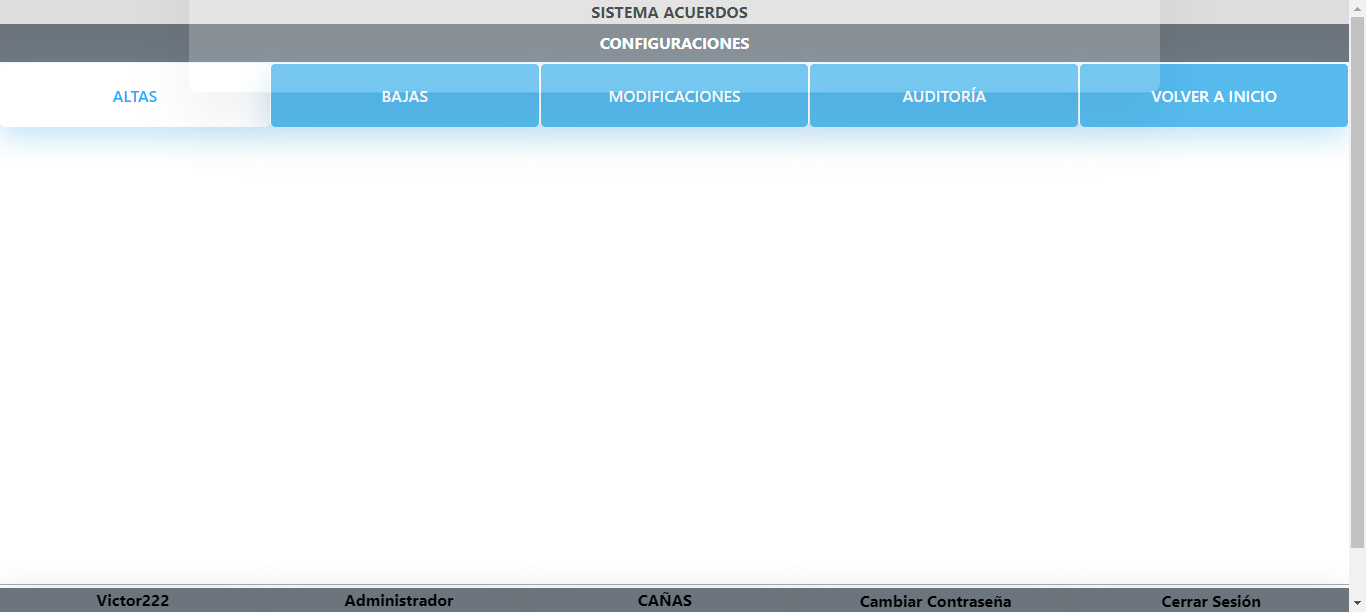 SISTEMA ACUERDOS
CONFIGURACIONES
ALTAS BAJAS MODIFICACIONES AUDITORÍA VOLVER A INICIO
Victor222 Administrador CAÑAS Cambiar Contraseña Cerrar Sesión